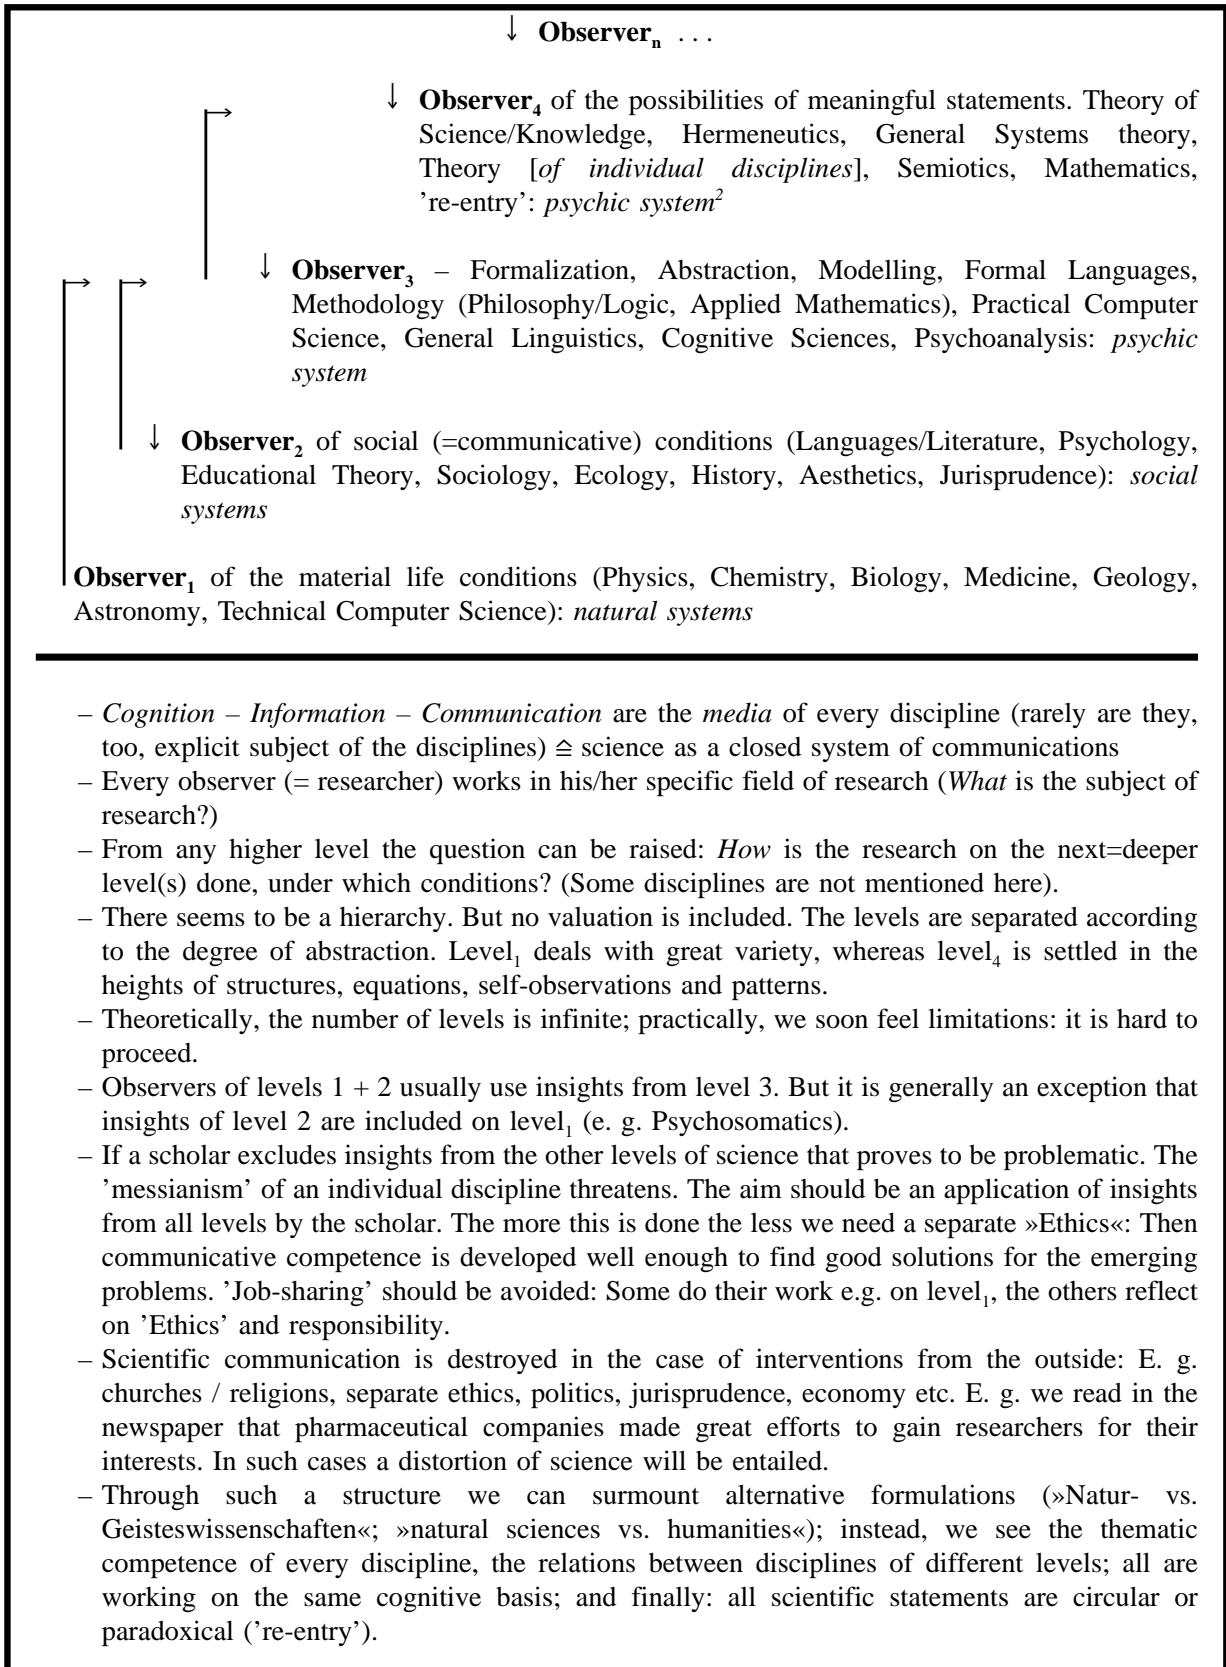 ↓ Observer_n . . .
↓ Observer_4 of the possibilities of meaningful statements. Theory of
Science/Knowledge, Hermeneutics, General Systems theory,
Theory [of individual disciplines], Semiotics, Mathematics,
’re-entry’: psychic system²
↓ Observer_3 – Formalization, Abstraction, Modelling, Formal Languages,
Methodology (Philosophy/Logic, Applied Mathematics), Practical Computer
Science, General Linguistics, Cognitive Sciences, Psychoanalysis: psychic
system
↓ Observer_2 of social (=communicative) conditions (Languages/Literature, Psychology,
Educational Theory, Sociology, Ecology, History, Aesthetics, Jurisprudence): social
systems
Observer_1 of the material life conditions (Physics, Chemistry, Biology, Medicine, Geology,
Astronomy, Technical Computer Science): natural systems
– Cognition – Information – Communication are the media of every discipline (rarely are they,
too, explicit subject of the disciplines) ≙ science as a closed system of communications
– Every observer (= researcher) works in his/her specific field of research (What is the subject of
research?)
– From any higher level the question can be raised: How is the research on the next=deeper
level(s) done, under which conditions? (Some disciplines are not mentioned here).
– There seems to be a hierarchy. But no valuation is included. The levels are separated according
to the degree of abstraction. Level_1 deals with great variety, whereas level_4 is settled in the
heights of structures, equations, self-observations and patterns.
– Theoretically, the number of levels is infinite; practically, we soon feel limitations: it is hard to
proceed.
– Observers of levels 1 + 2 usually use insights from level 3. But it is generally an exception that
insights of level 2 are included on level_1 (e. g. Psychosomatics).
– If a scholar excludes insights from the other levels of science that proves to be problematic. The
’messianism’ of an individual discipline threatens. The aim should be an application of insights
from all levels by the scholar. The more this is done the less we need a separate »Ethics«: Then
communicative competence is developed well enough to find good solutions for the emerging
problems. ’Job-sharing’ should be avoided: Some do their work e.g. on level_1, the others reflect
on ’Ethics’ and responsibility.
– Scientific communication is destroyed in the case of interventions from the outside: E. g.
churches / religions, separate ethics, politics, jurisprudence, economy etc. E. g. we read in the
newspaper that pharmaceutical companies made great efforts to gain researchers for their
interests. In such cases a distortion of science will be entailed.
– Through such a structure we can surmount alternative formulations (»Natur- vs.
Geisteswissenschaften«; »natural sciences vs. humanities«); instead, we see the thematic
competence of every discipline, the relations between disciplines of different levels; all are
working on the same cognitive basis; and finally: all scientific statements are circular or
paradoxical (’re-entry’).